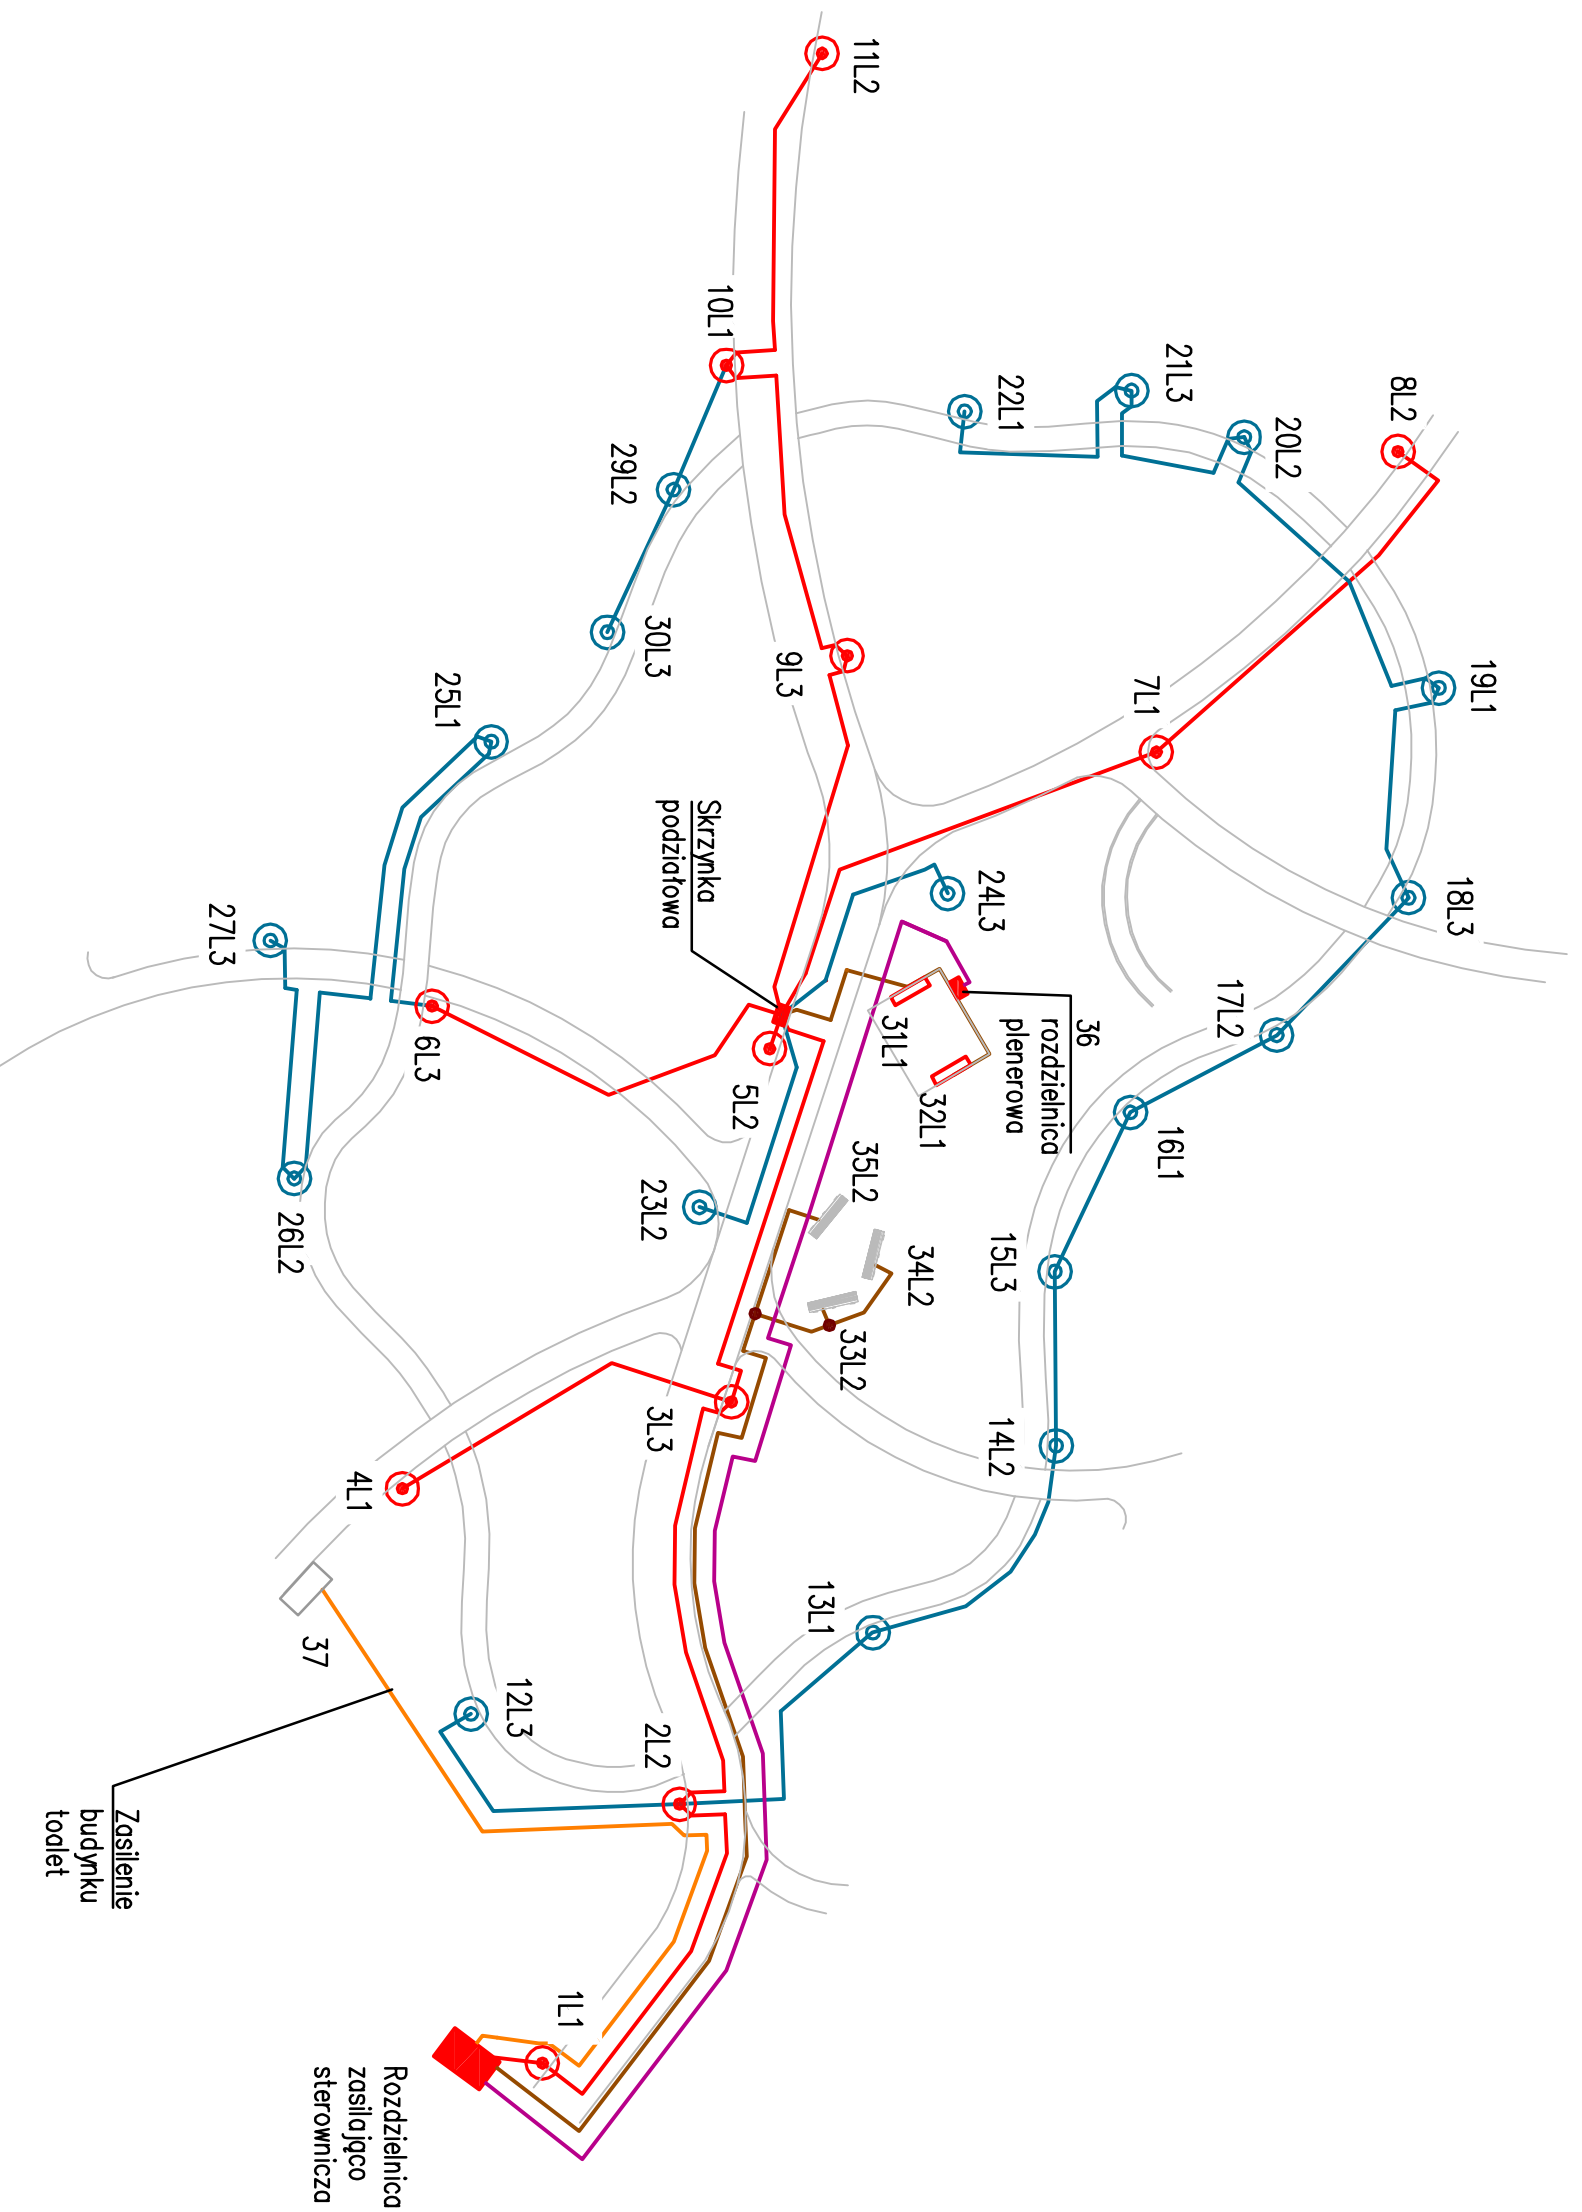 11L2
10L1
22L1
21L3
8L2
20L2
29L2
30L3
9L3
7L1
19L1
25L1
Skrzynka
podziałowa
24L3
18L3
27L3
6L3
5L2
31L1
32L1
36
rozdzielnica
plenerowa
17L2
16L1
35L2
34L2
33L2
23L2
26L2
15L3
14L2
3L3
4L1
13L1
37
12L3
2L2
Zasilenie
budynku
toalet
1L1
Rozdzielnica
zasilająco
sterownicza